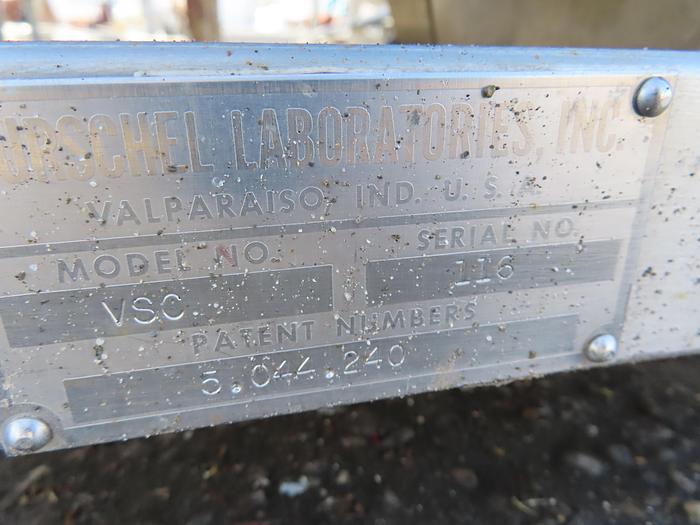 URSCHEL LABORATORIES, INC.
VALPARAISO, IND. U.S.A.
MODEL NO. SERIAL NO.
VSC 116
PATENT NUMBERS
5.044.240